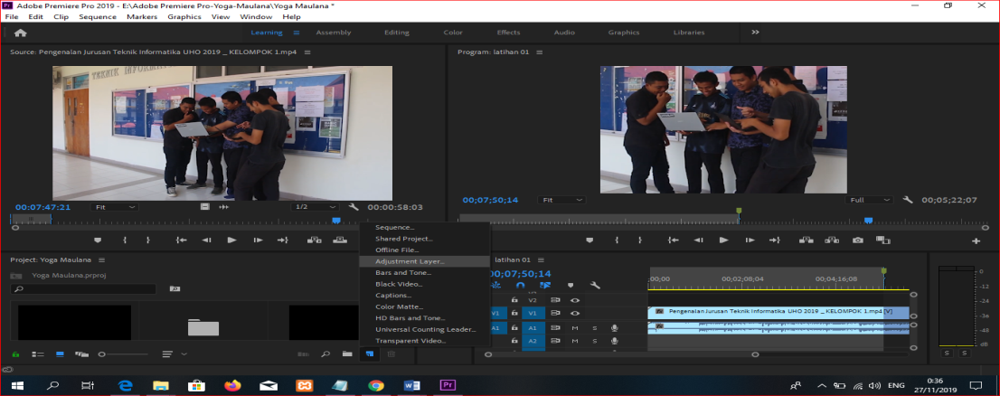 Pr Adobe Premiere Pro 2019 - E:\Adobe Premiere Pro-Yoga-Maulana\Yoga Maulana *
File Edit Clip Sequence Markers Graphics View Window Help
Learning Assembly Editing Color Effects Audio Graphics Libraries
Source: Pengenalan Jurusan Teknik Informatika UHO 2019 _ KELOMPOK 1.mp4
Program: latihan 01
TEKNIK INFORMATIKA
00:07:47:21 Fit 1/2 00:00:58:03
00;07;50;14 Fit Full 00;05;22;07
Sequence...
Shared Project...
Offline File...
Adjustment Layer...
Bars and Tone...
Black Video...
Captions...
Color Matte...
HD Bars and Tone...
Universal Counting Leader...
Transparent Video...
Project: Yoga Maulana
Yoga Maulana.prproj
latihan 01
0;07;50;14
;00;00 00;02;08;04 00;04;16;08
V2
V1 V1 Pengenalan Jurusan Teknik Informatika UHO 2019 _ KELOMPOK 1.mp4 [V]
A1 A1 M S
A2 M S
0
-12
-24
-36
-48
dB
S S
ENG
0:36
27/11/2019